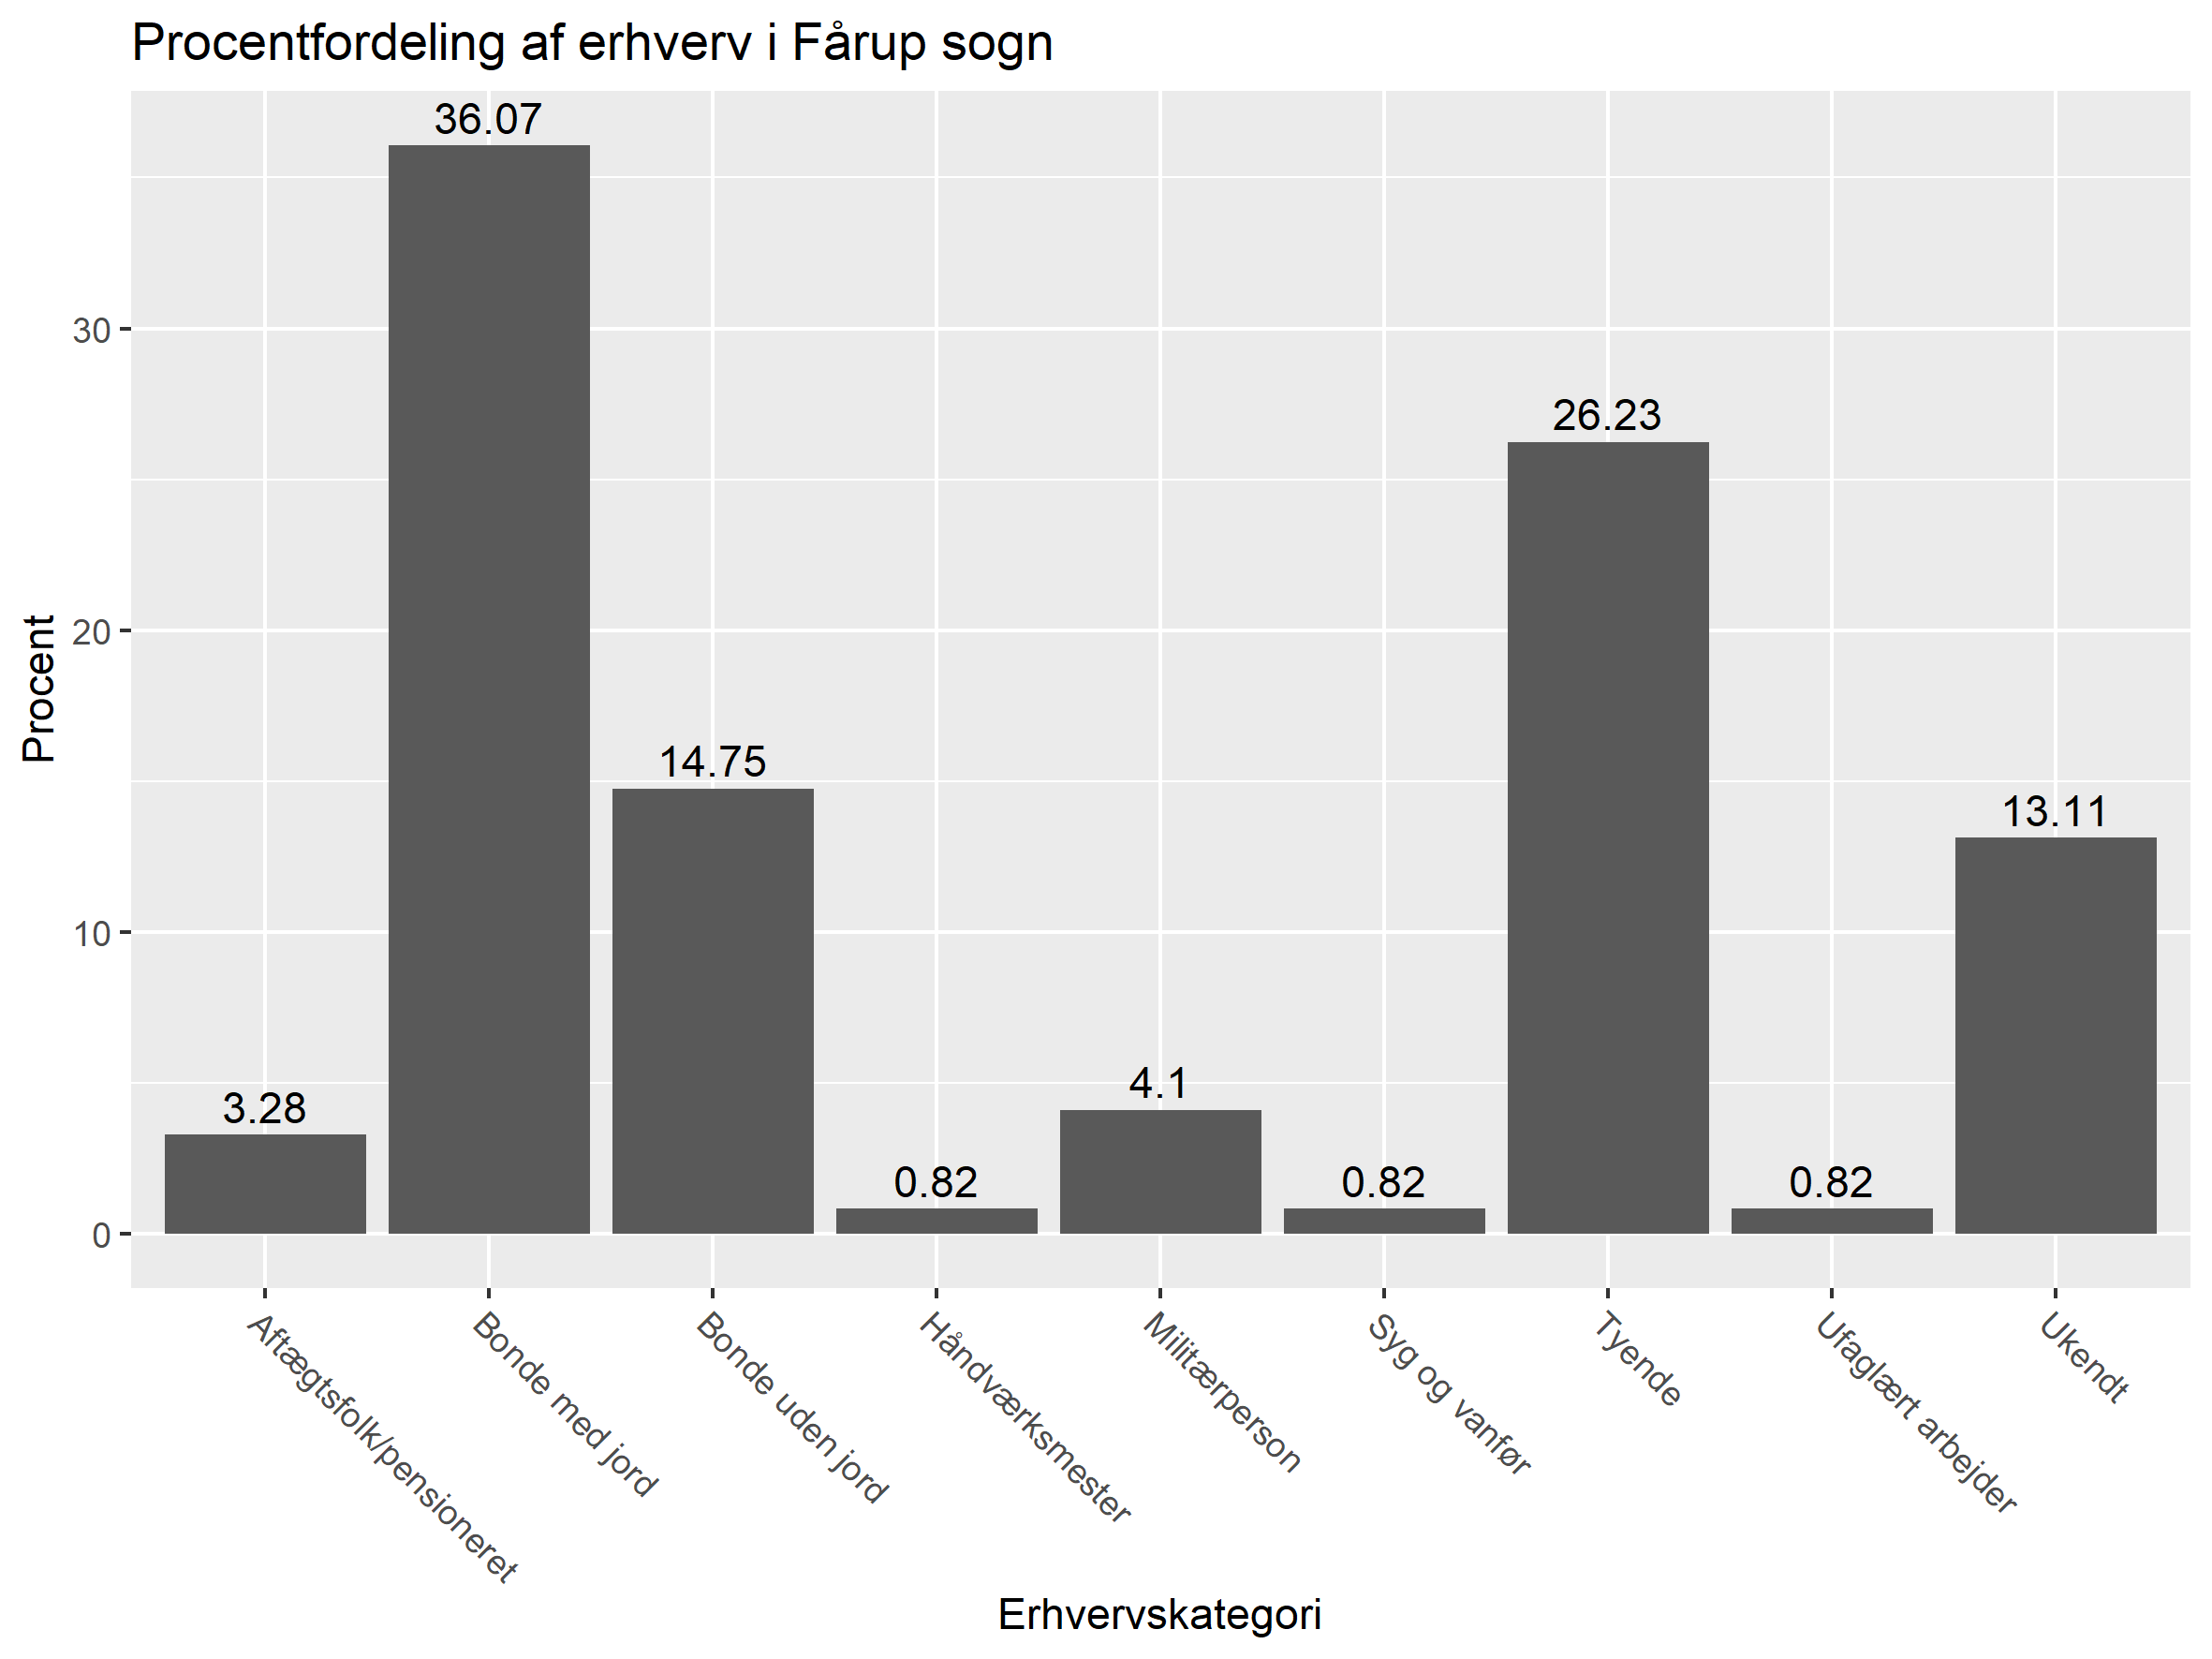 Procentfordeling af erhverv i Fårup sogn
36.07
26.23
14.75
13.11
4.1
3.28
0.82
0.82
0.82
30
20
10
0
Procent
Aftægtsfolk/pensioneret
Bonde med jord
Bonde uden jord
Håndværksmester
Militærperson
Syg og vanfør
Tyende
Ufaglært arbejder
Ukendt
Erhvervskategori